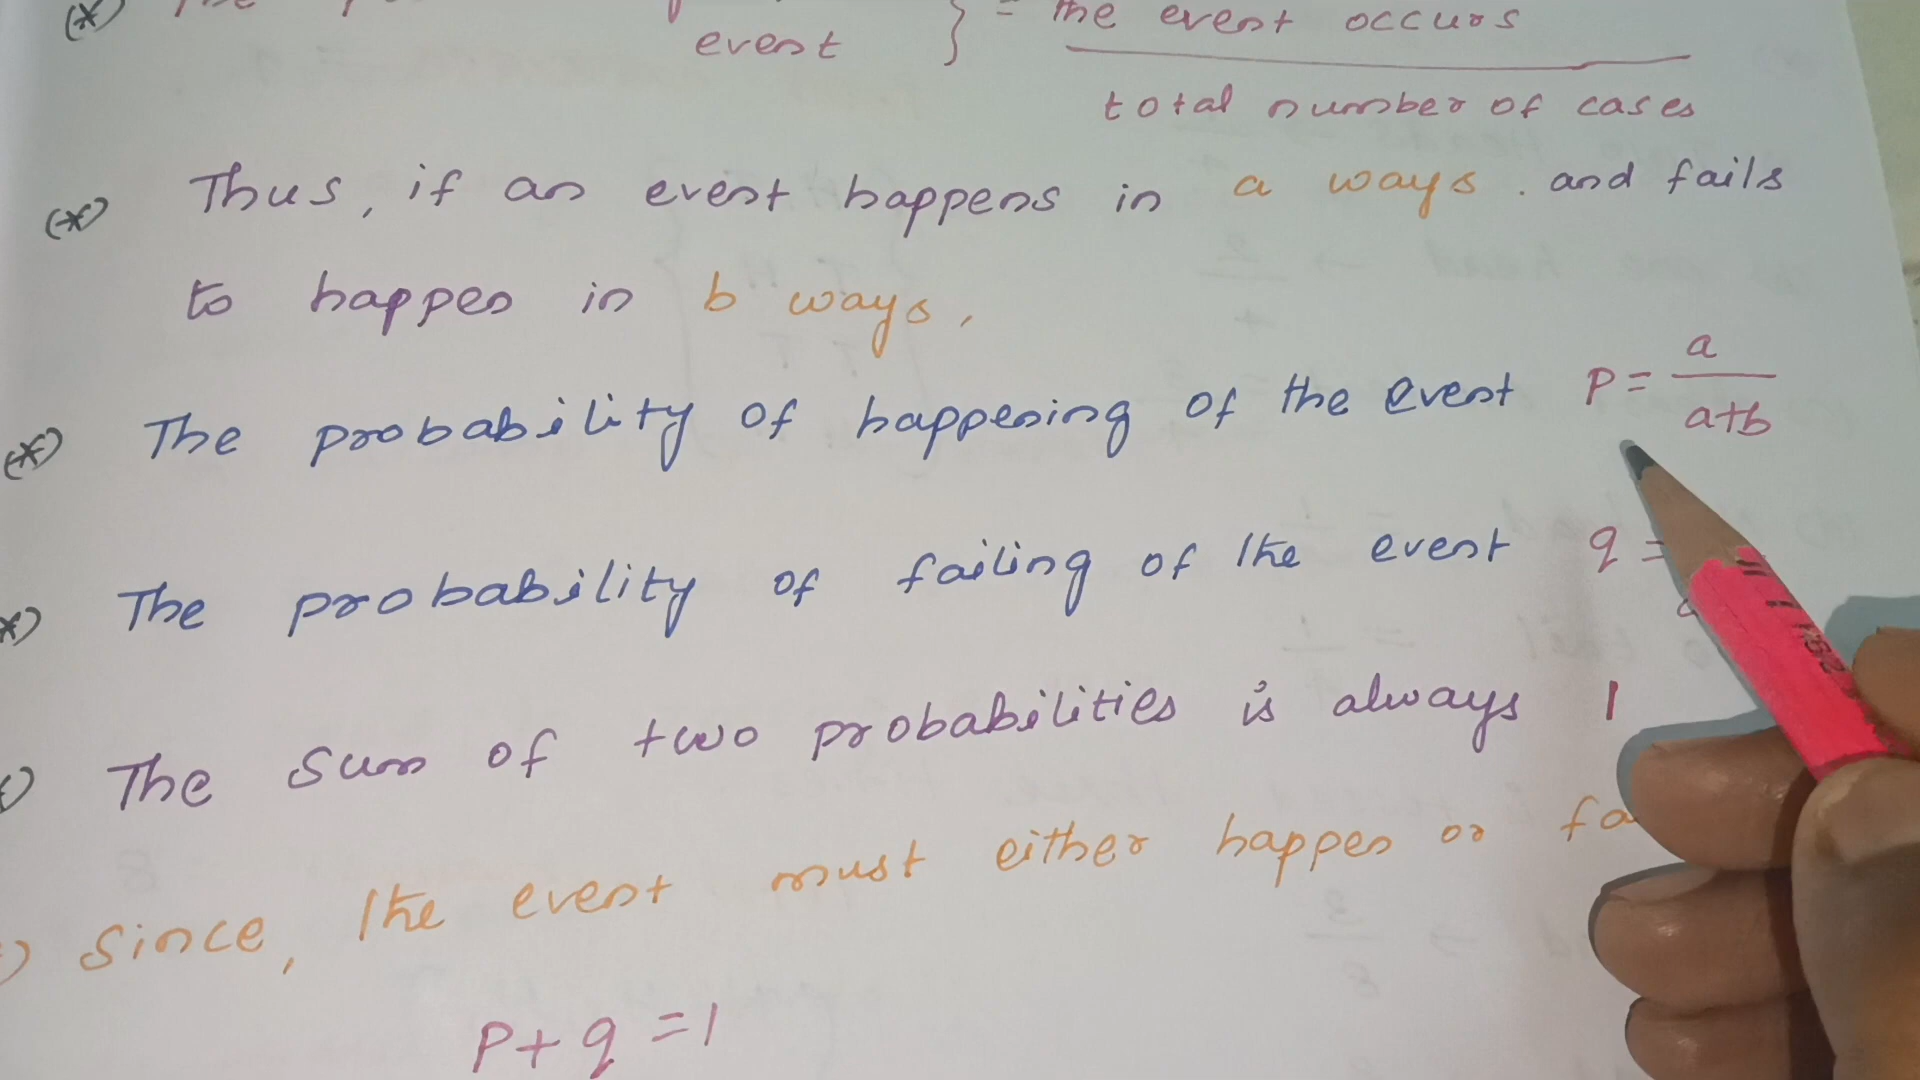 (*) The
event } = the event occurs
total number of cases
(*) Thus, if an event happens in a ways. and fails
to happen in b ways,
(*) The probability of happening of the event P = a / a+b
*) The probability of failing of the event q =
The sum of two probabilities is always 1
) Since, the event must either happen or
P + q = 1